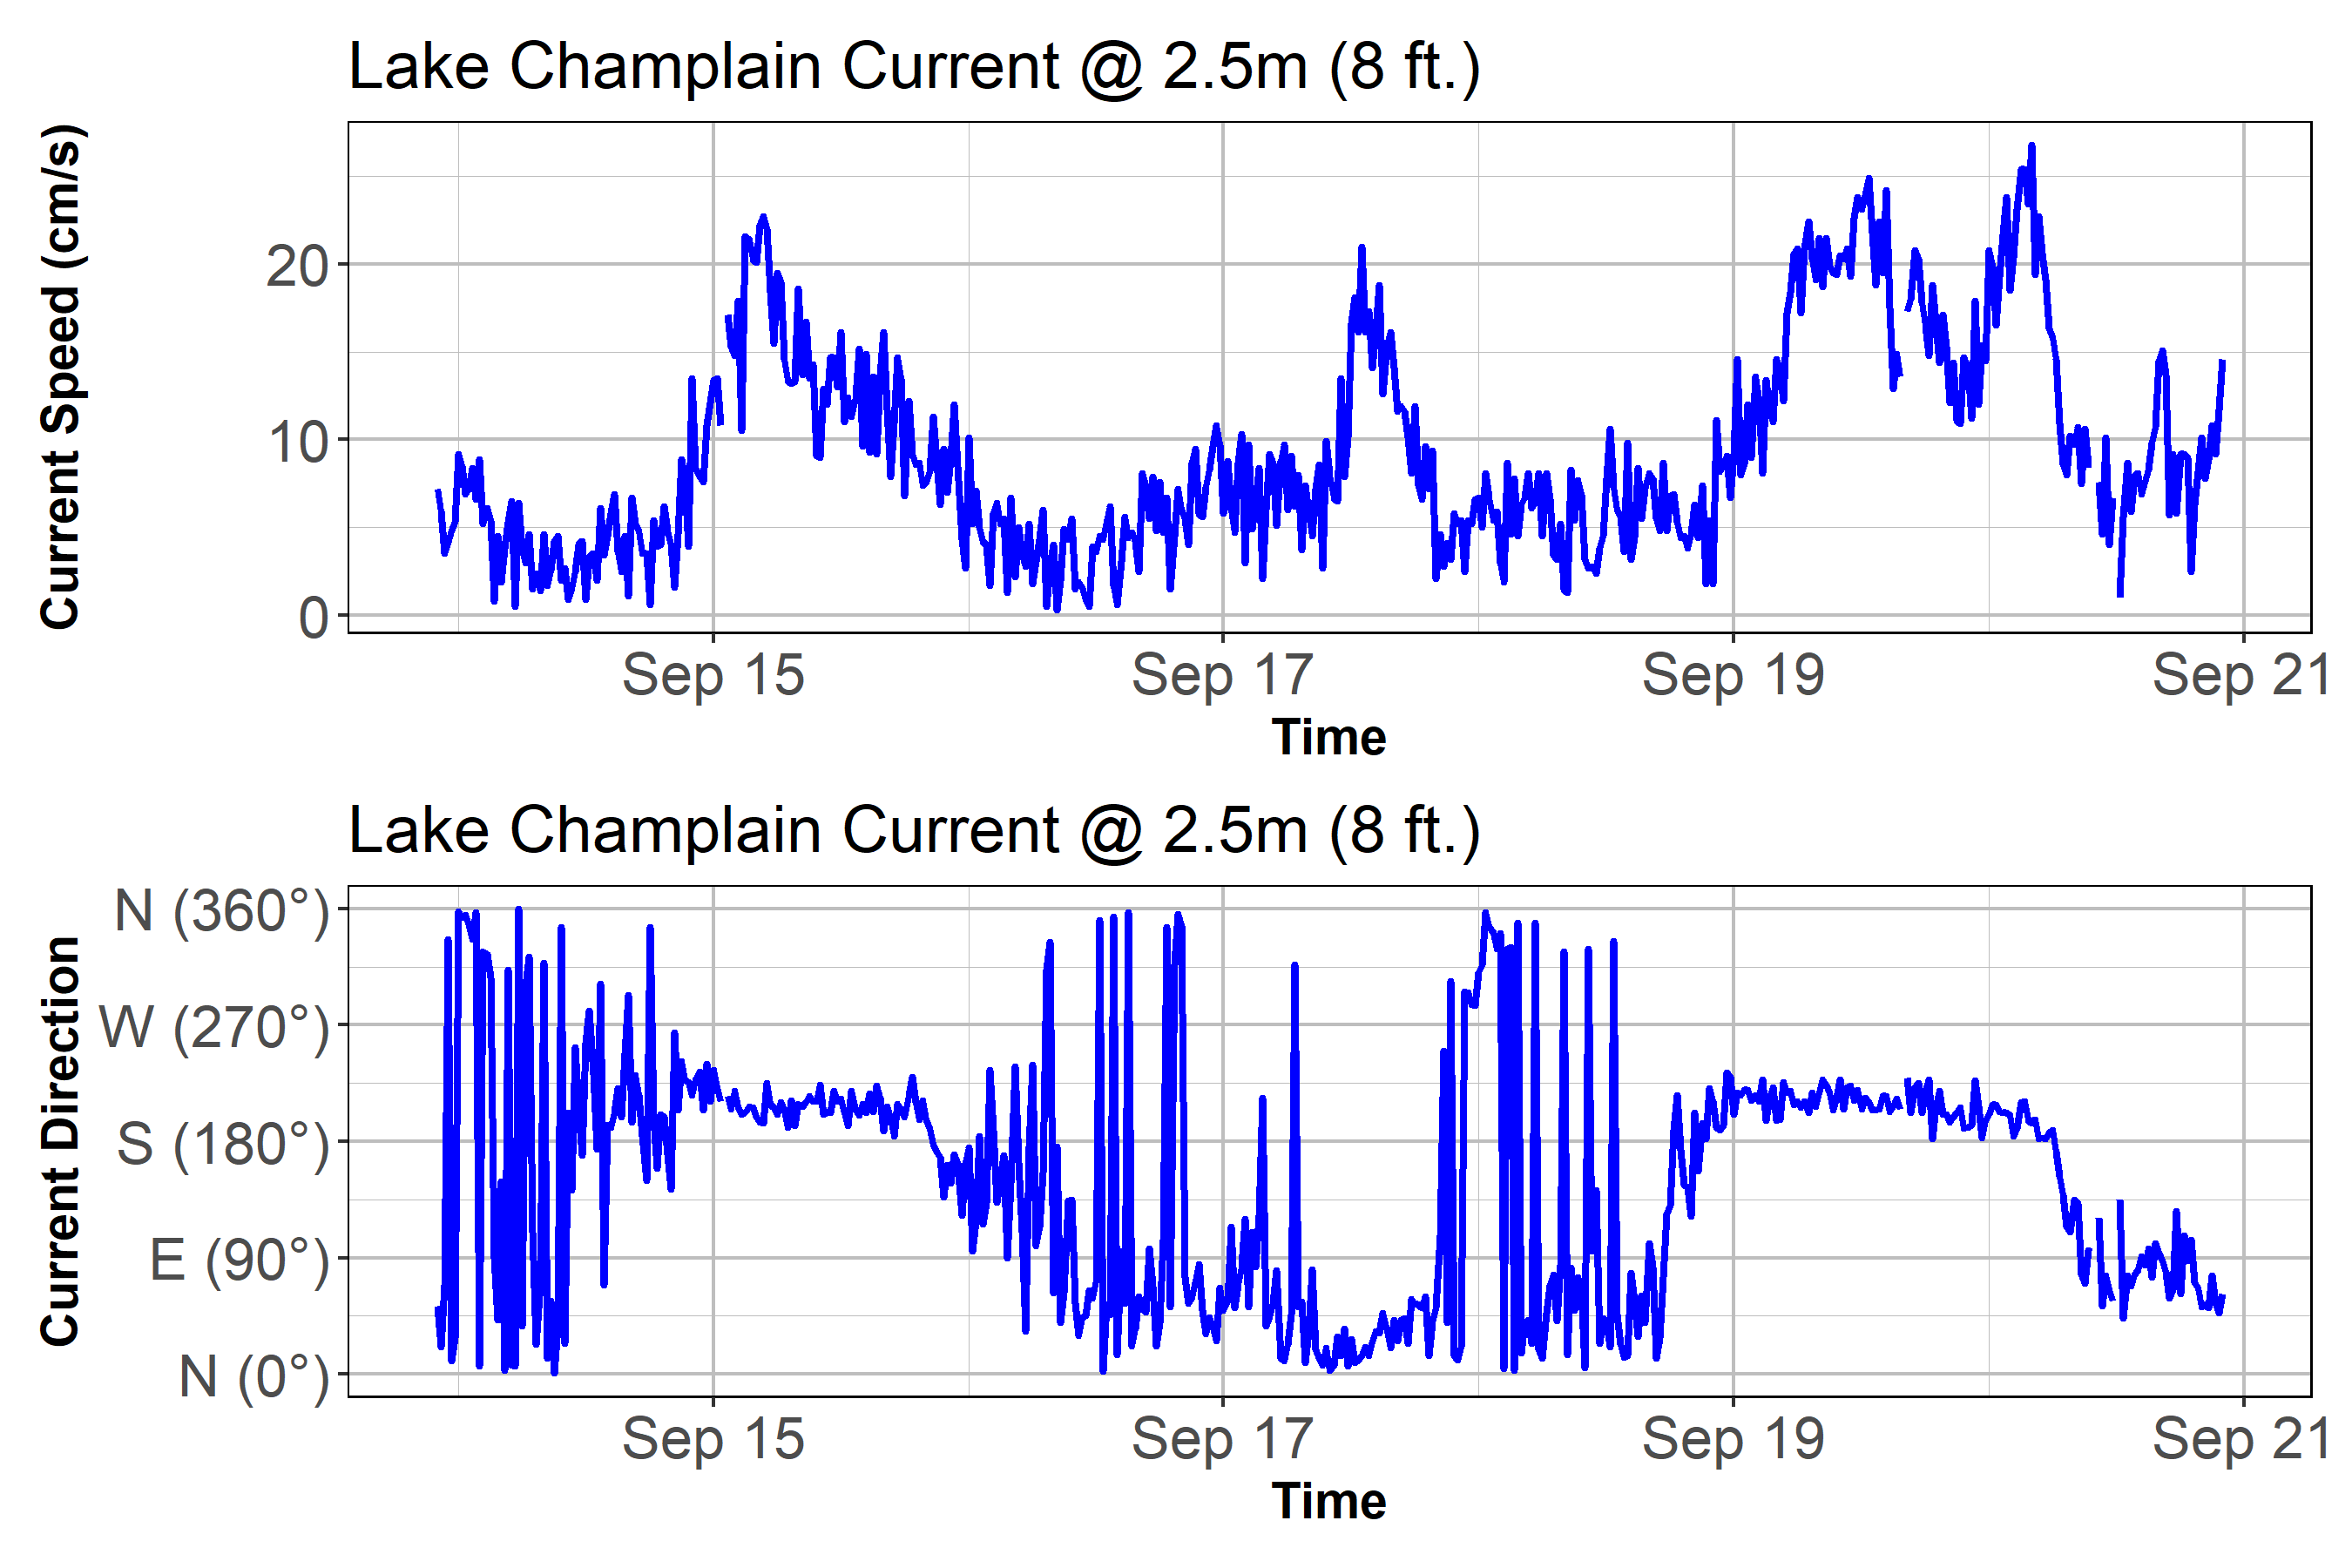 Lake Champlain Current @ 2.5m (8 ft.)
Current Speed (cm/s)
20
10
0
Sep 15 Sep 17 Sep 19 Sep 21
Time
Lake Champlain Current @ 2.5m (8 ft.)
Current Direction
N (360°)
W (270°)
S (180°)
E (90°)
N (0°)
Sep 15 Sep 17 Sep 19 Sep 21
Time